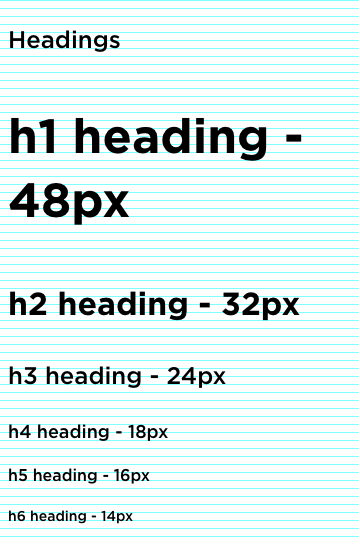 Headings
h1 heading -
48px
h2 heading - 32px
h3 heading - 24px
h4 heading - 18px
h5 heading - 16px
h6 heading - 14px